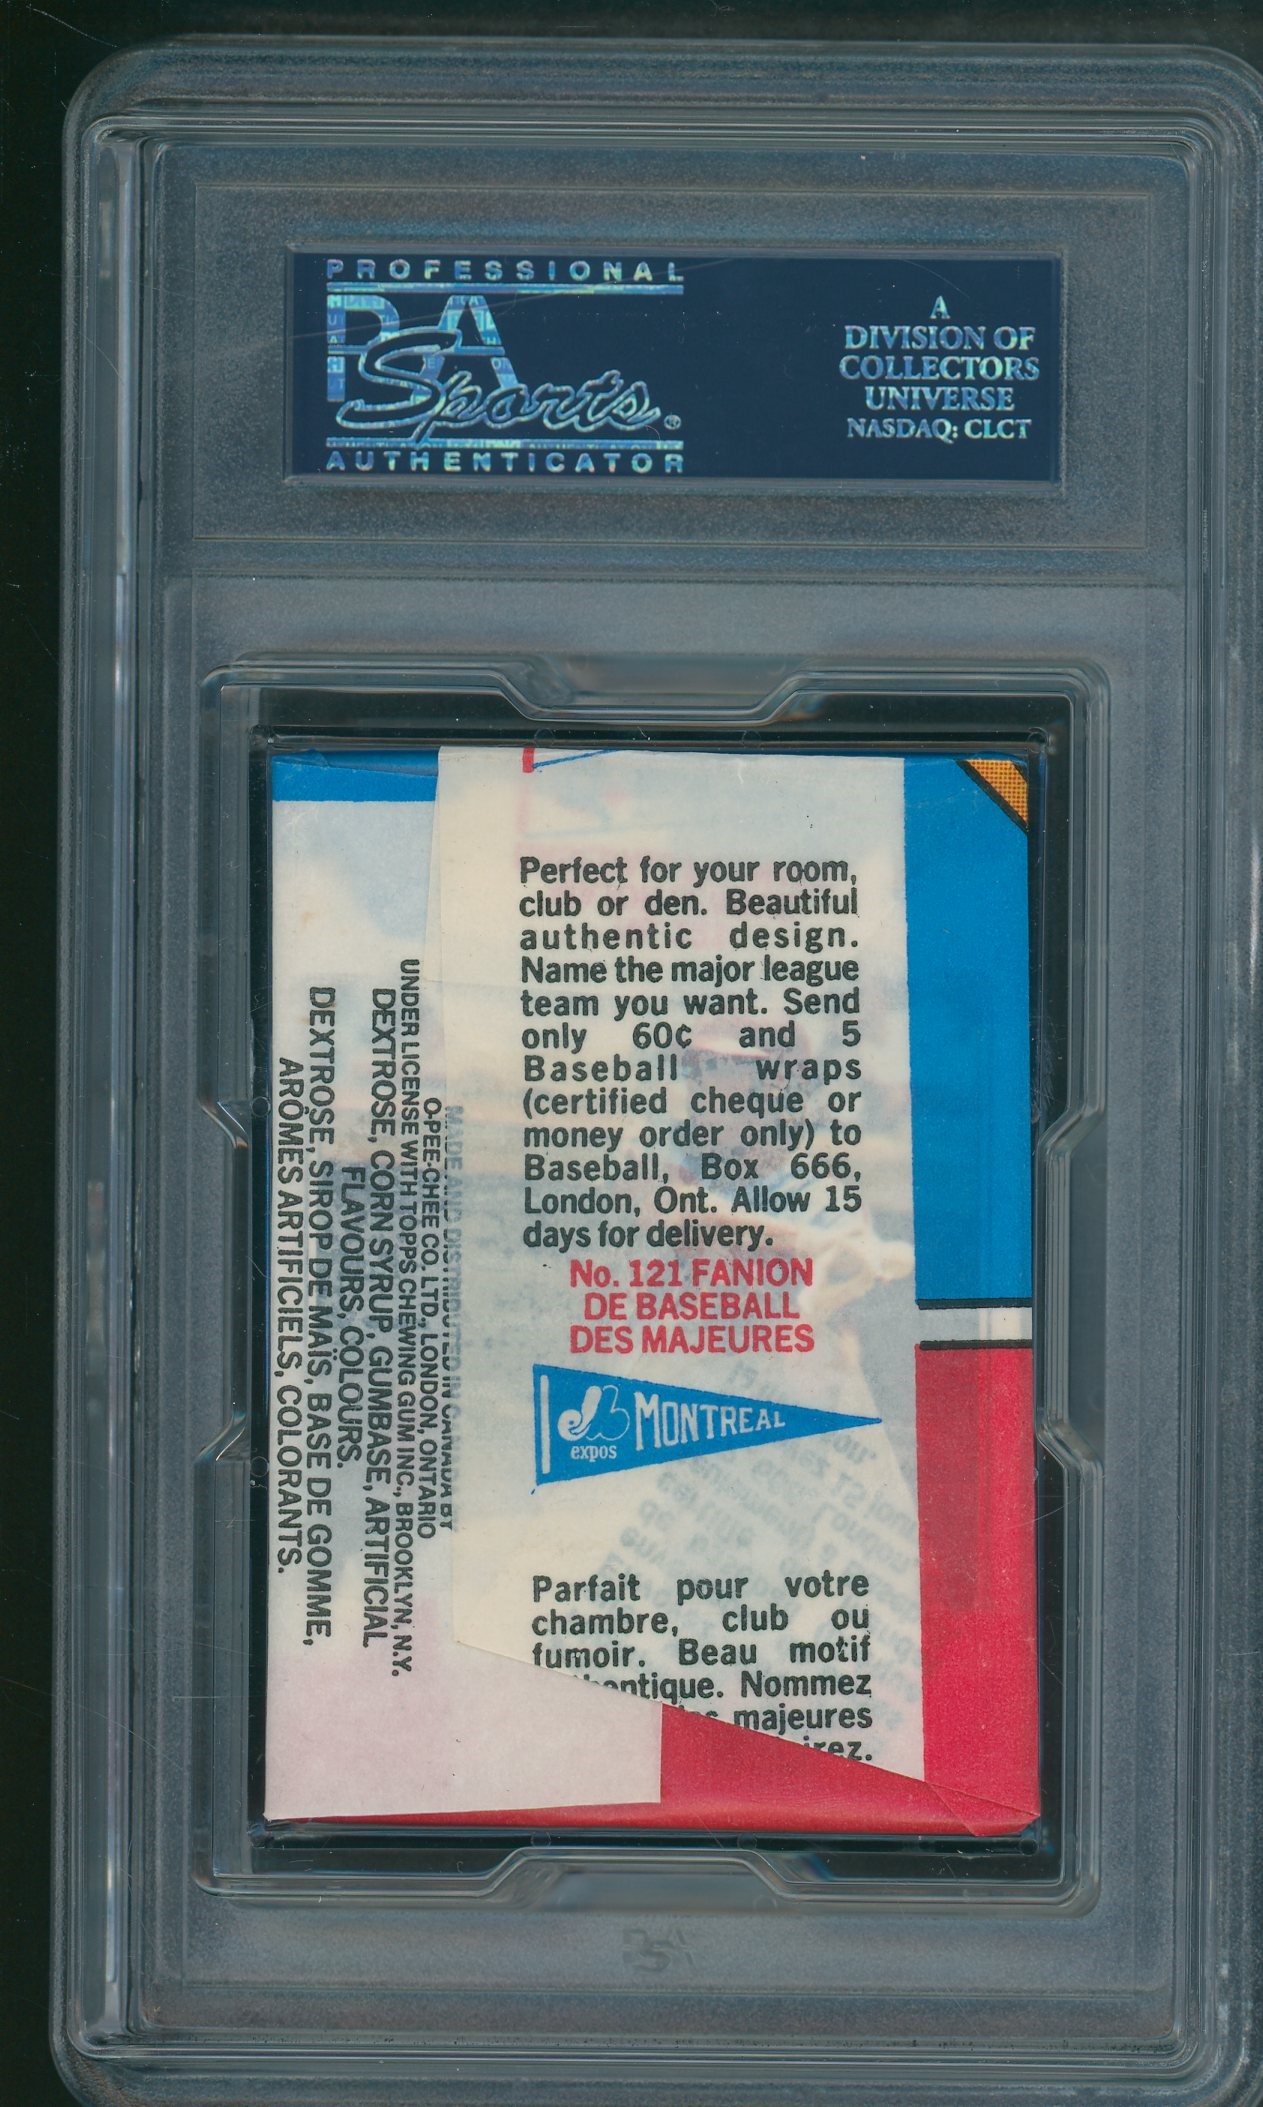 PROFESSIONAL
PSA
Sports®
AUTHENTICATOR
A
DIVISION OF
COLLECTORS
UNIVERSE
NASDAQ: CLCT
Perfect for your room,
club or den. Beautiful
authentic design.
Name the major league
team you want. Send
only 60¢ and 5
Baseball wraps
(certified cheque or
money order only) to
Baseball, Box 666,
London, Ont. Allow 15
days for delivery.
No. 121 FANION
DE BASEBALL
DES MAJEURES
expos
MONTREAL
Parfait pour votre
chambre, club ou
fumoir. Beau motif
Nommez
majeures
MADE AND DISTRIBUTED IN CANADA BY
O-PEE-CHEE CO. LTD., LONDON, ONTARIO
UNDER LICENSE WITH TOPPS CHEWING GUM INC., BROOKLYN, N.Y.
DEXTROSE, CORN SYRUP, GUMBASE, ARTIFICIAL
FLAVOURS, COLOURS.
DEXTROSE, SIROP DE MAÏS, BASE DE GOMME,
ARÔMES ARTIFICIELS, COLORANTS.
PSA